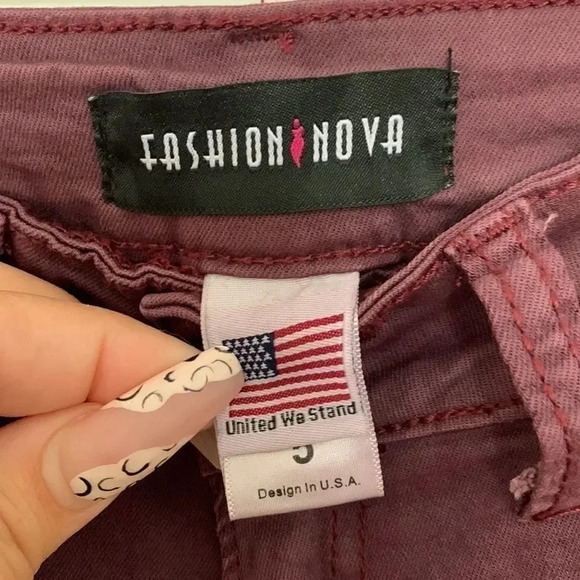 FASHION NOVA
United We Stand
5
Design In U.S.A.